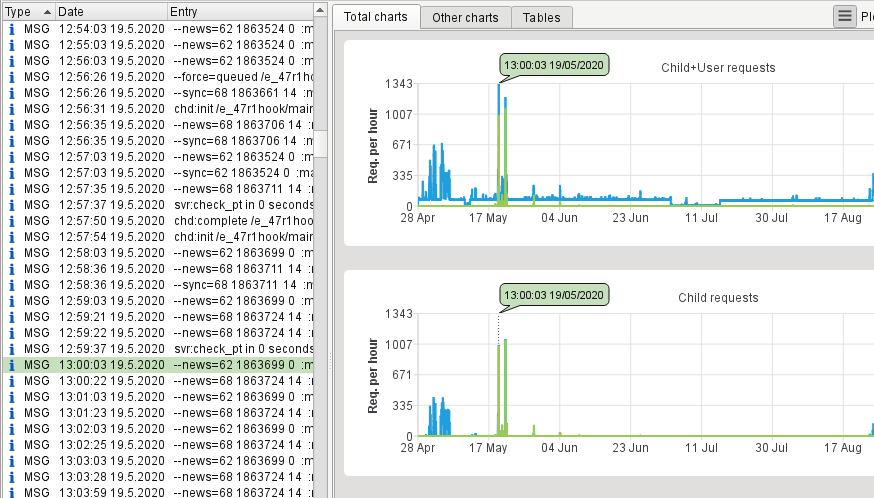 Type Date Entry
MSG 12:54:03 19.5.2020 --news=62 1863524 0 :m
MSG 12:55:03 19.5.2020 --news=62 1863524 0 :m
MSG 12:56:03 19.5.2020 --news=62 1863524 0 :m
MSG 12:56:26 19.5.2020 --force=queued /e_47r1ho
MSG 12:56:26 19.5.2020 --sync=68 1863661 14 :m
MSG 12:56:31 19.5.2020 chd:init /e_47r1hook/main
MSG 12:56:35 19.5.2020 --news=68 1863706 14 :m
MSG 12:56:35 19.5.2020 --sync=68 1863706 14 :m
MSG 12:57:03 19.5.2020 --news=62 1863524 0 :m
MSG 12:57:03 19.5.2020 --sync=62 1863524 0 :ma
MSG 12:57:35 19.5.2020 --news=68 1863711 14 :m
MSG 12:57:37 19.5.2020 svr:check_pt in 0 seconds
MSG 12:57:50 19.5.2020 chd:complete /e_47r1hook
MSG 12:57:54 19.5.2020 chd:init /e_47r1hook/main
MSG 12:58:03 19.5.2020 --news=62 1863699 0 :m
MSG 12:58:36 19.5.2020 --news=68 1863711 14 :m
MSG 12:58:36 19.5.2020 --sync=68 1863711 14 :m
MSG 12:59:03 19.5.2020 --news=62 1863699 0 :m
MSG 12:59:21 19.5.2020 --news=68 1863724 14 :m
MSG 12:59:22 19.5.2020 --news=68 1863724 14 :m
MSG 12:59:37 19.5.2020 svr:check_pt in 0 seconds
MSG 13:00:03 19.5.2020 --news=62 1863699 0 :m
MSG 13:00:22 19.5.2020 --news=68 1863724 14 :m
MSG 13:01:03 19.5.2020 --news=62 1863699 0 :m
MSG 13:01:23 19.5.2020 --news=68 1863724 14 :m
MSG 13:02:03 19.5.2020 --news=62 1863699 0 :m
MSG 13:02:25 19.5.2020 --news=68 1863724 14 :m
MSG 13:03:03 19.5.2020 --news=62 1863699 0 :m
MSG 13:03:28 19.5.2020 --news=68 1863724 14 :m
MSG 13:03:59 19.5.2020 --news=68 1863724 14 :m
Total charts Other charts Tables Plo
13:00:03 19/05/2020
Child+User requests
Req. per hour
1343
1007
671
335
0
28 Apr 17 May 04 Jun 23 Jun 11 Jul 30 Jul 17 Aug
13:00:03 19/05/2020
Child requests
Req. per hour
1343
1007
671
335
0
28 Apr 17 May 04 Jun 23 Jun 11 Jul 30 Jul 17 Aug